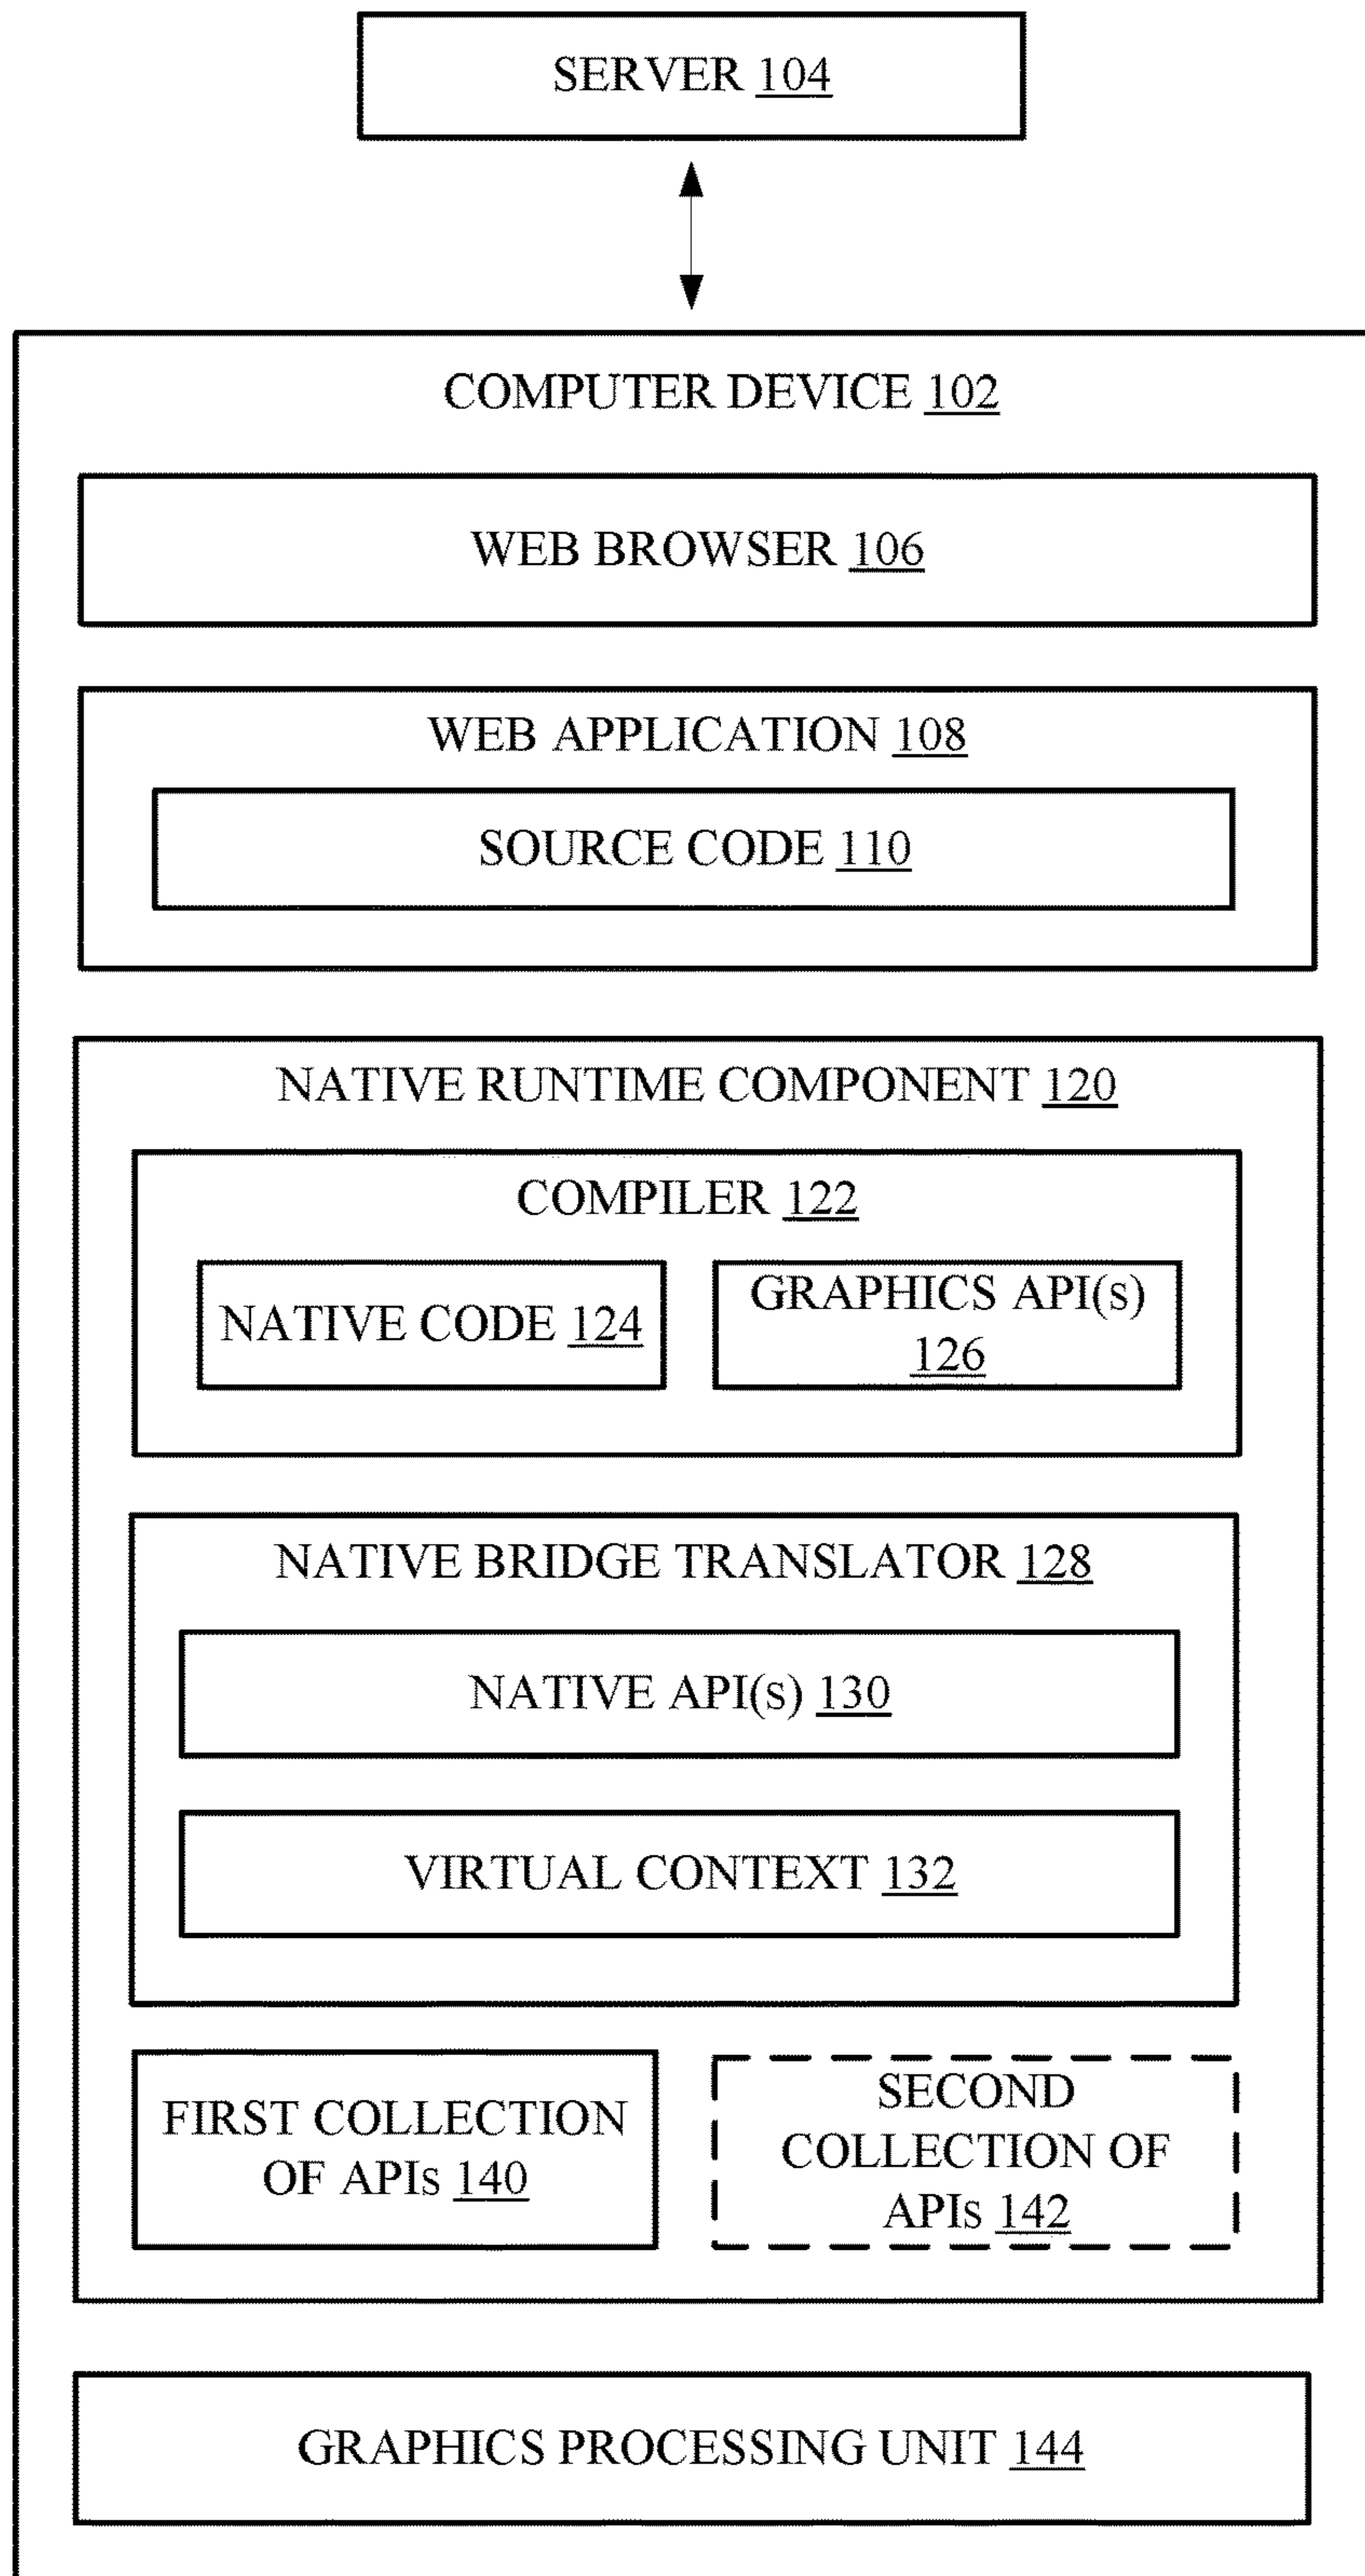 SERVER 104
COMPUTER DEVICE 102
WEB BROWSER 106
WEB APPLICATION 108
SOURCE CODE 110
NATIVE RUNTIME COMPONENT 120
COMPILER 122
NATIVE CODE 124
GRAPHICS API(s)
126
NATIVE BRIDGE TRANSLATOR 128
NATIVE API(s) 130
VIRTUAL CONTEXT 132
FIRST COLLECTION
OF APIs 140
SECOND
COLLECTION OF
APIs 142
GRAPHICS PROCESSING UNIT 144